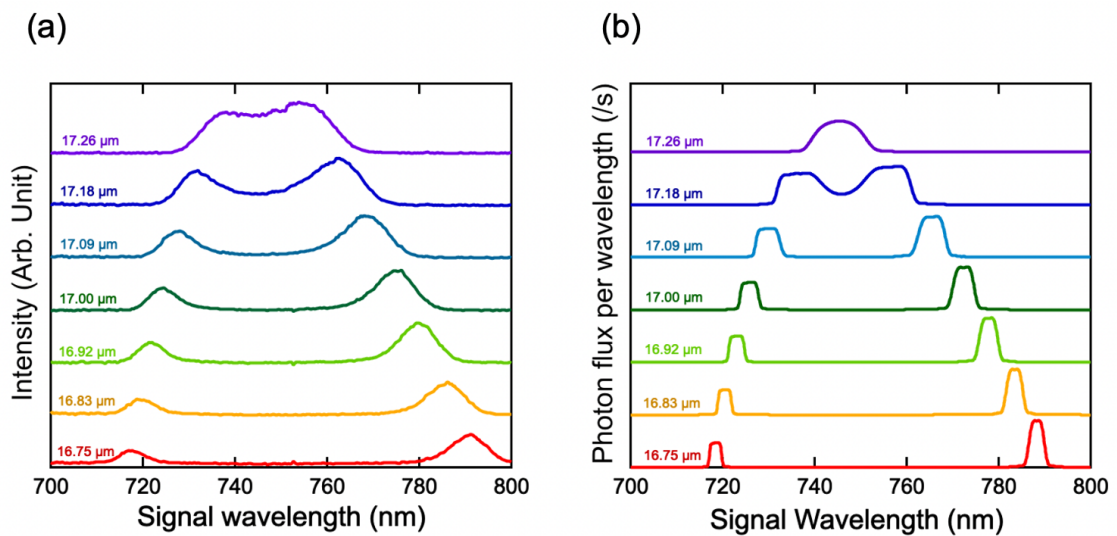 (a)
Intensity (Arb. Unit)
17.26 µm
17.18 µm
17.09 µm
17.00 µm
16.92 µm
16.83 µm
16.75 µm
700 720 740 760 780 800
Signal wavelength (nm)
(b)
Photon flux per wavelength (/s)
17.26 µm
17.18 µm
17.09 µm
17.00 µm
16.92 µm
16.83 µm
16.75 µm
700 720 740 760 780 800
Signal Wavelength (nm)